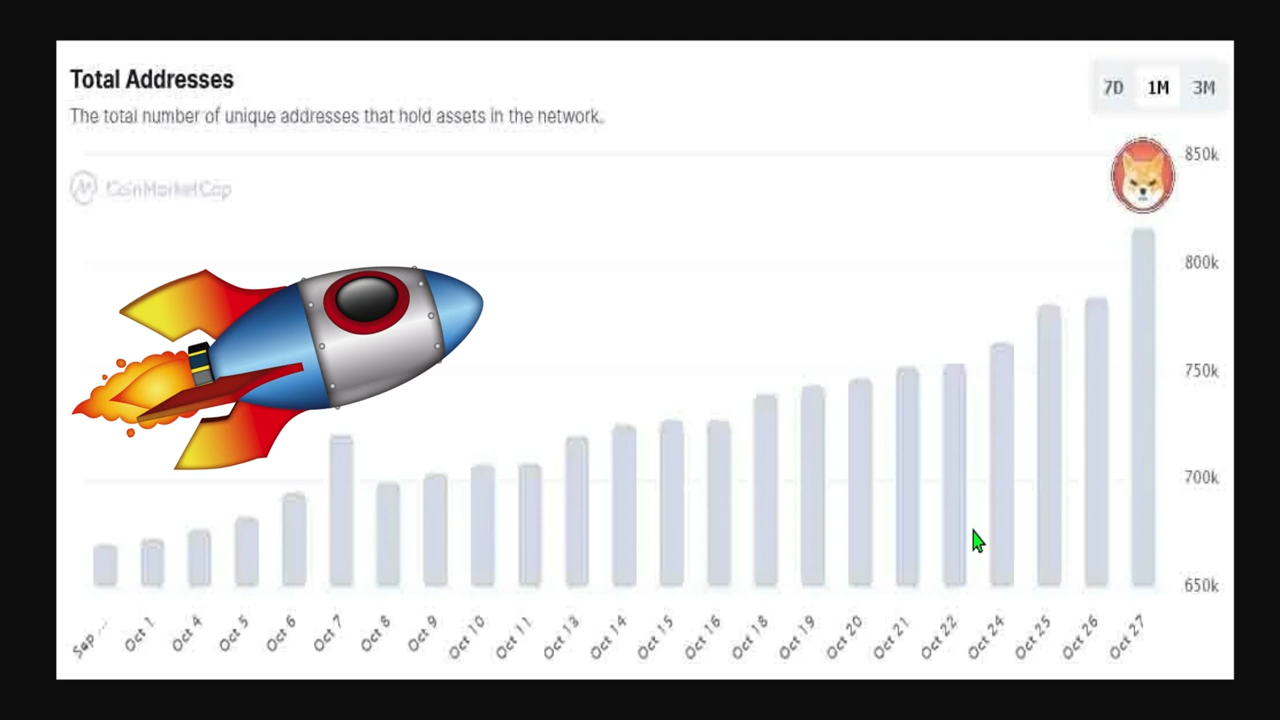 Total Addresses
The total number of unique addresses that hold assets in the network.
7D 1M 3M
CoinMarketCap
850k
800k
750k
700k
650k
Sep ...
Oct 1
Oct 4
Oct 5
Oct 6
Oct 7
Oct 8
Oct 9
Oct 10
Oct 11
Oct 13
Oct 14
Oct 15
Oct 16
Oct 18
Oct 19
Oct 20
Oct 21
Oct 22
Oct 24
Oct 25
Oct 26
Oct 27